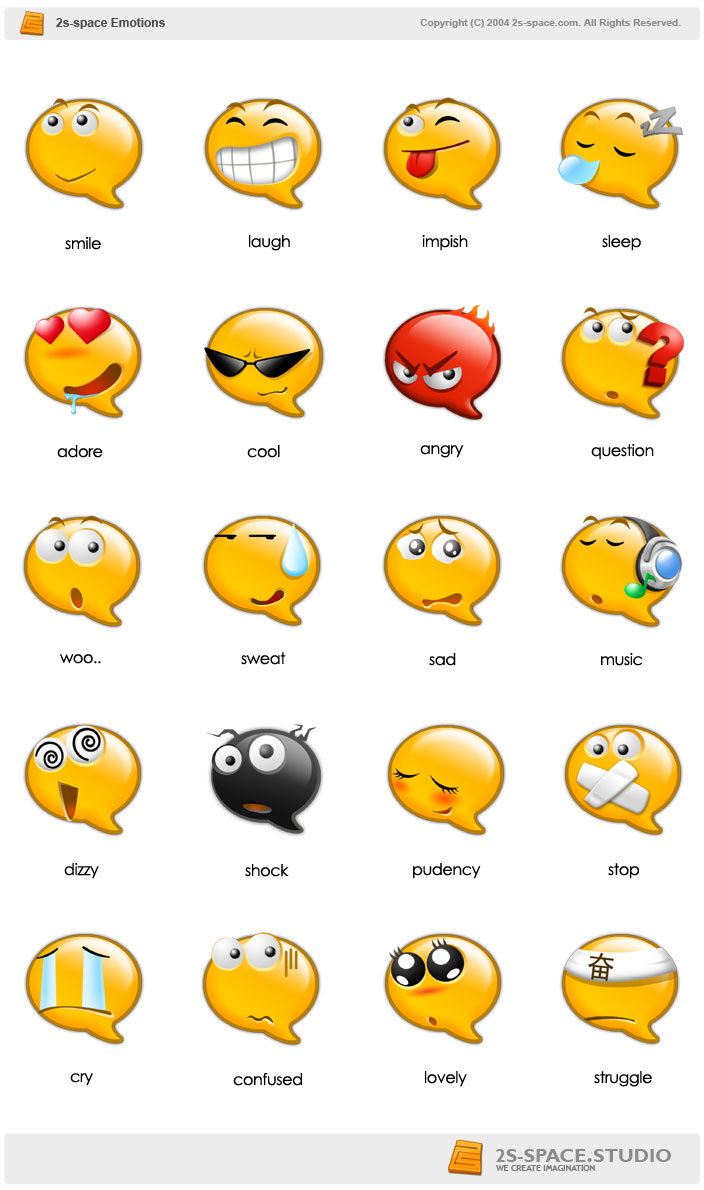 2s-space Emotions
Copyright (C) 2004 2s-space.com. All Rights Reserved.
smile
laugh
impish
sleep
adore
cool
angry
question
woo..
sweat
sad
music
dizzy
shock
pudency
stop
奋
cry
confused
lovely
struggle
2S-SPACE.STUDIO
WE CREATE IMAGINATION